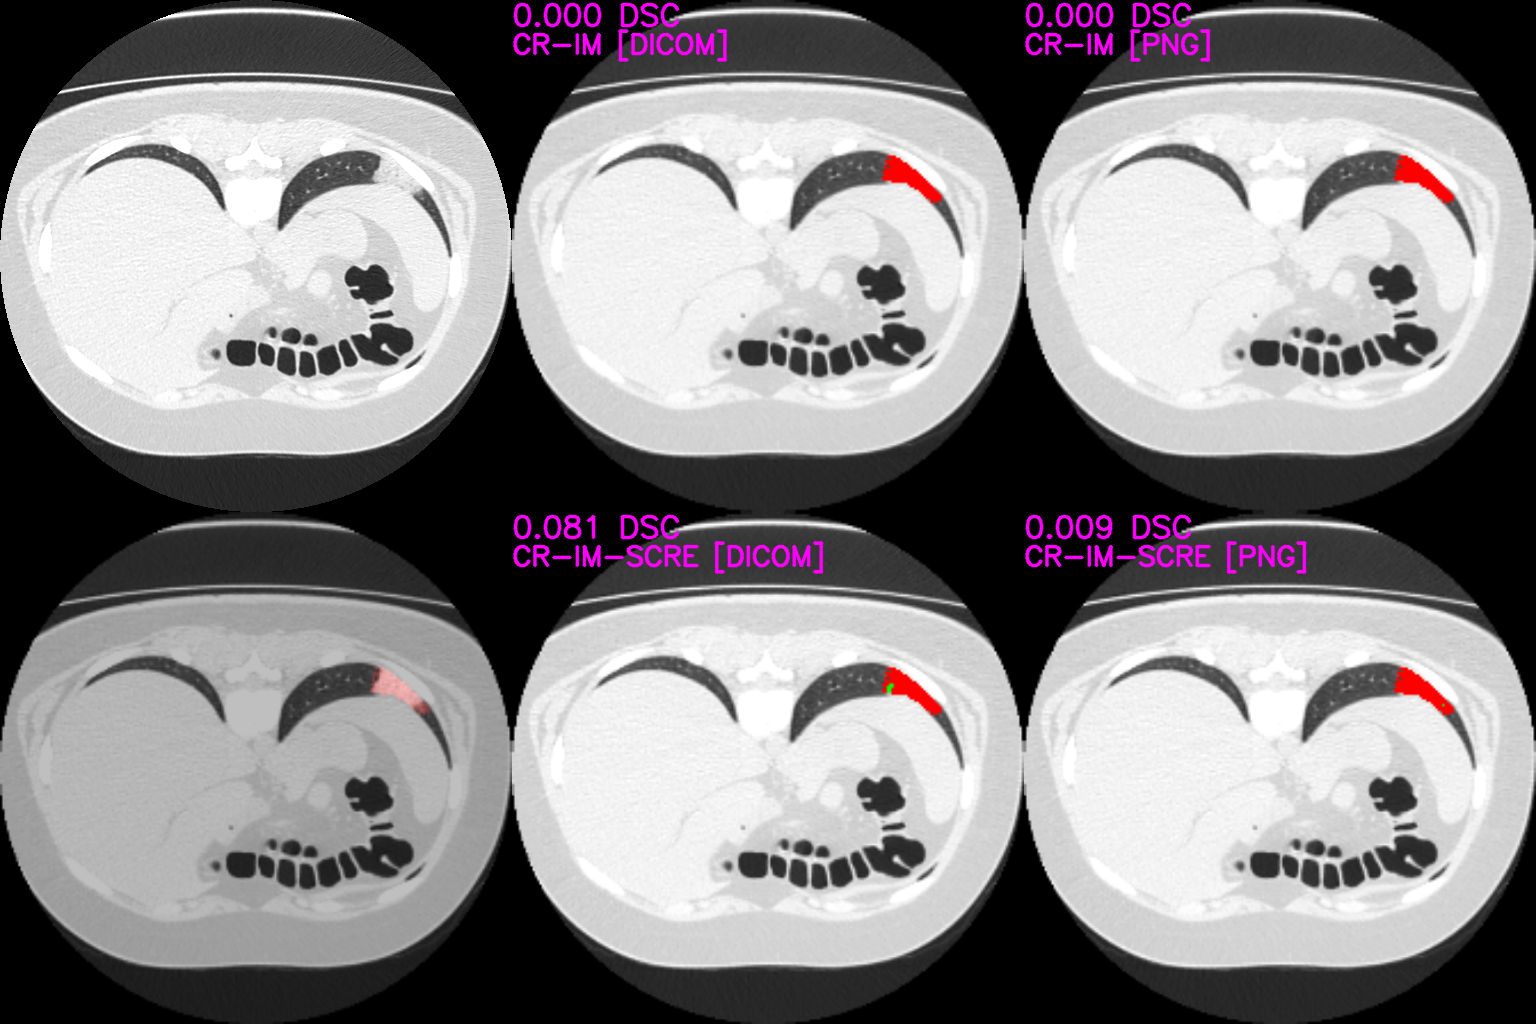 0.000 DSC
CR-IM [DICOM]
0.000 DSC
CR-IM [PNG]
0.081 DSC
CR-IM-SCRE [DICOM]
0.009 DSC
CR-IM-SCRE [PNG]